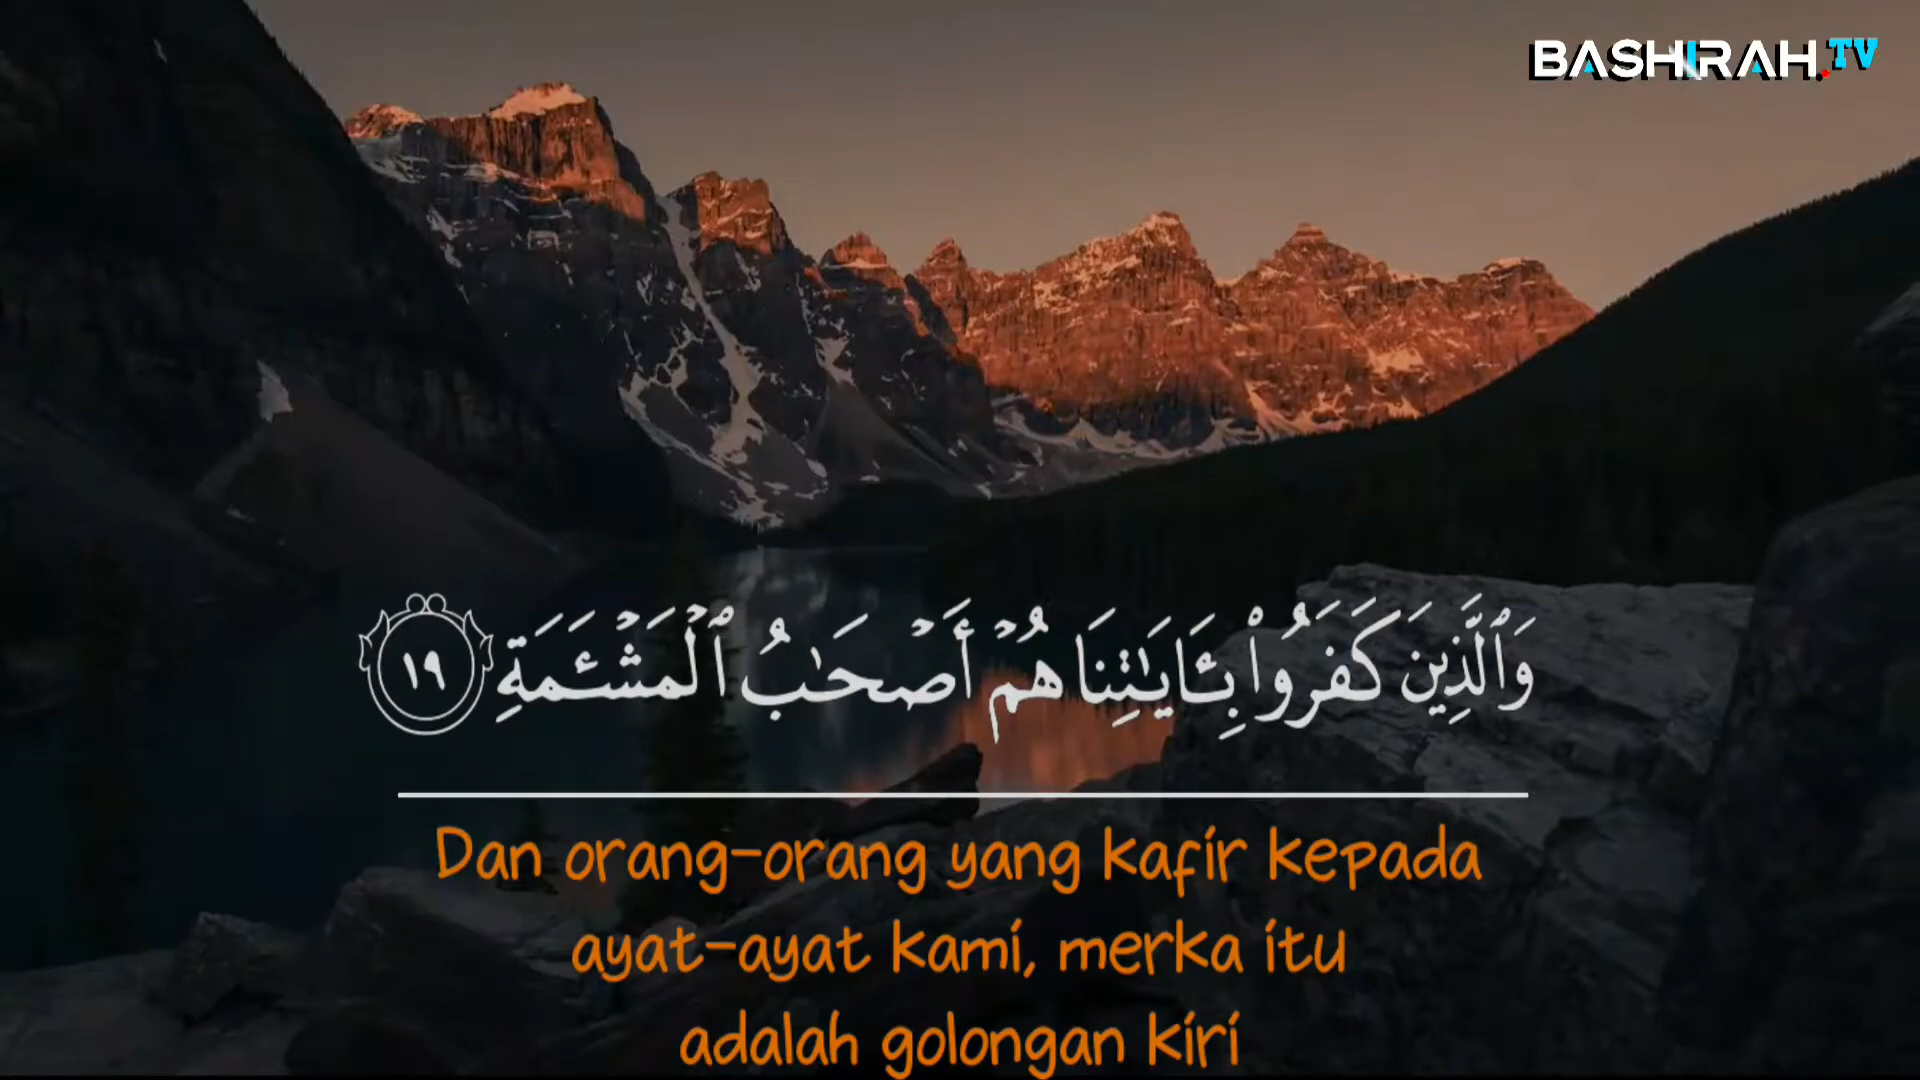 BASHIRAH.TV
وَٱلَّذِينَ كَفَرُوا۟ بِـَٔايَـٰتِنَا هُمْ أَصْحَـٰبُ ٱلْمَشْـَٔمَةِ ١٩
Dan orang-orang yang kafir kepada
ayat-ayat kami, merka itu
adalah golongan kiri